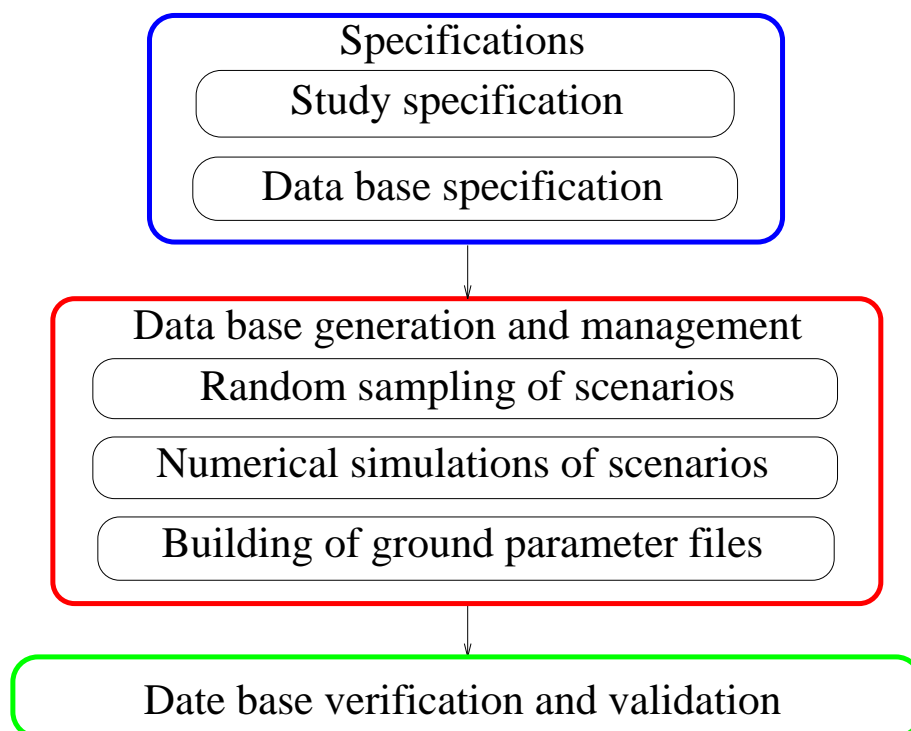 Specifications
Study specification
Data base specification
Data base generation and management
Random sampling of scenarios
Numerical simulations of scenarios
Building of ground parameter files
Date base verification and validation